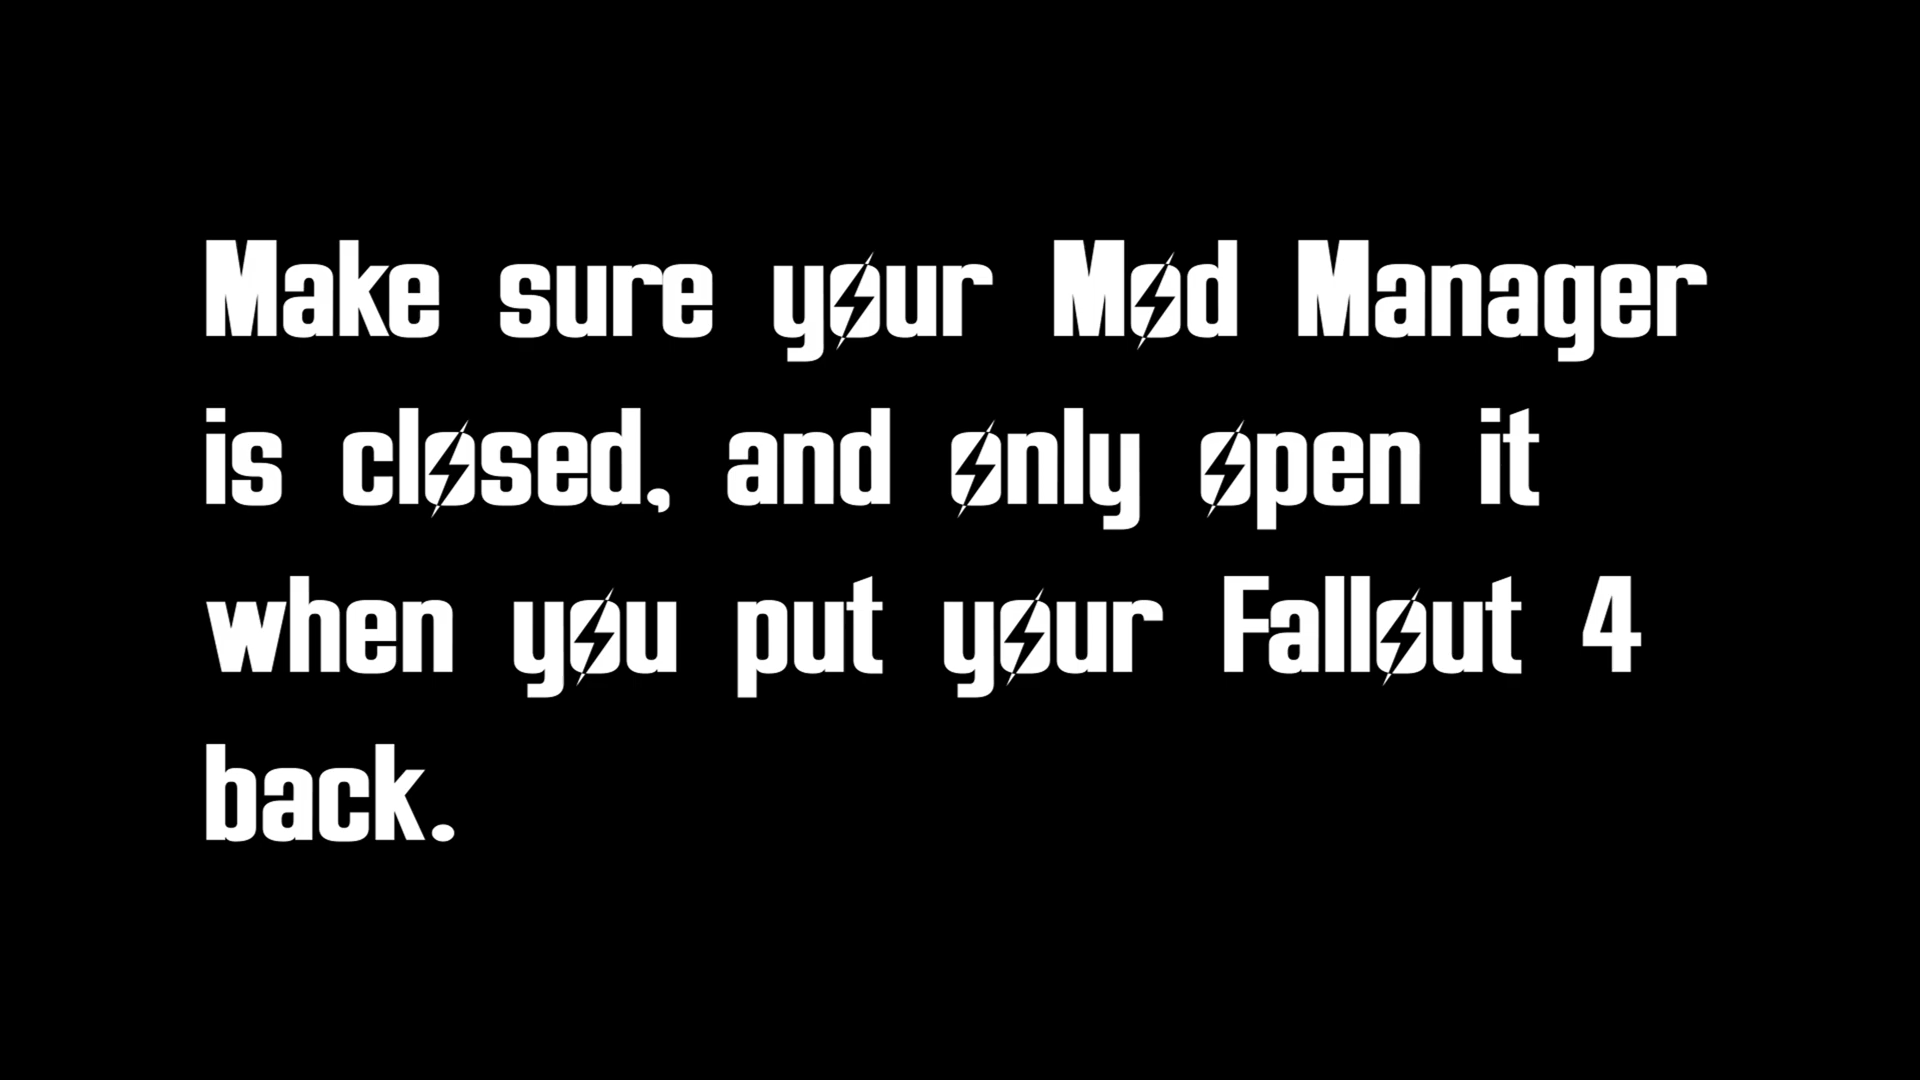 Make sure your Mod Manager
is closed, and only open it
when you put your Fallout 4
back.